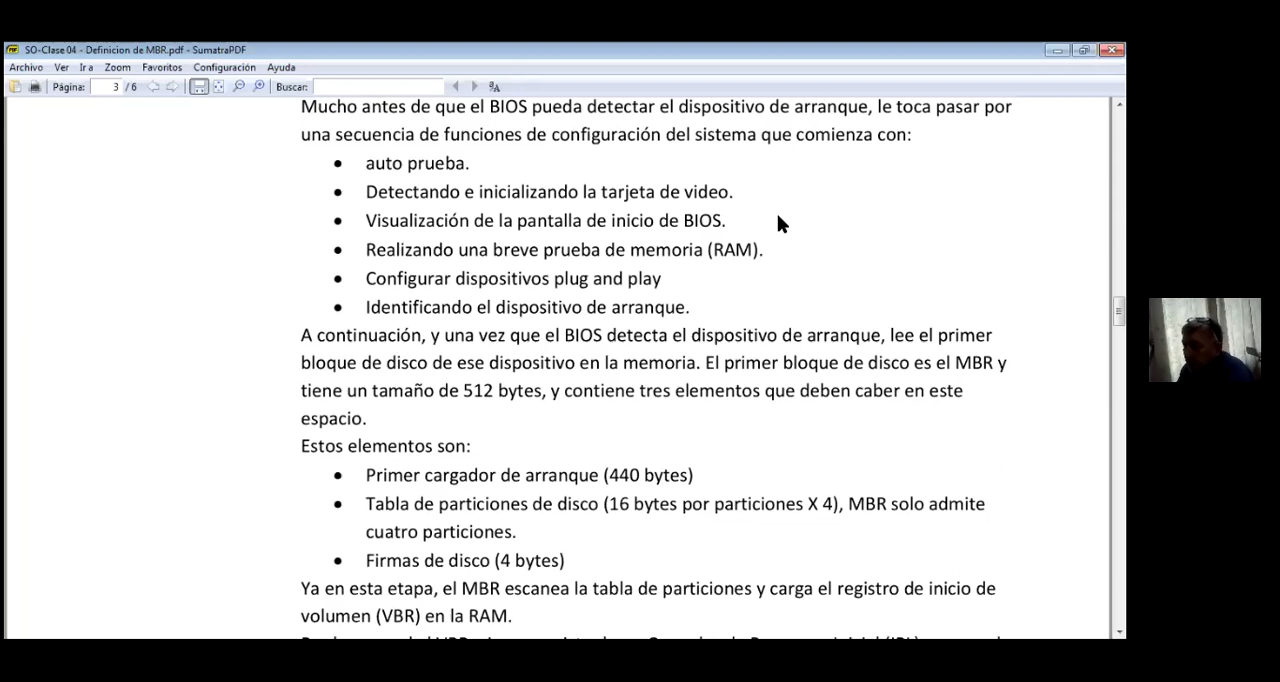 SO-Clase 04 - Definicion de MBR.pdf - SumatraPDF
Archivo Ver Ir a Zoom Favoritos Configuración Ayuda
Página: 3 / 6 Buscar:
Mucho antes de que el BIOS pueda detectar el dispositivo de arranque, le toca pasar por
una secuencia de funciones de configuración del sistema que comienza con:
• auto prueba.
• Detectando e inicializando la tarjeta de video.
• Visualización de la pantalla de inicio de BIOS.
• Realizando una breve prueba de memoria (RAM).
• Configurar dispositivos plug and play
• Identificando el dispositivo de arranque.
A continuación, y una vez que el BIOS detecta el dispositivo de arranque, lee el primer
bloque de disco de ese dispositivo en la memoria. El primer bloque de disco es el MBR y
tiene un tamaño de 512 bytes, y contiene tres elementos que deben caber en este
espacio.
Estos elementos son:
• Primer cargador de arranque (440 bytes)
• Tabla de particiones de disco (16 bytes por particiones X 4), MBR solo admite
cuatro particiones.
• Firmas de disco (4 bytes)
Ya en esta etapa, el MBR escanea la tabla de particiones y carga el registro de inicio de
volumen (VBR) en la RAM.